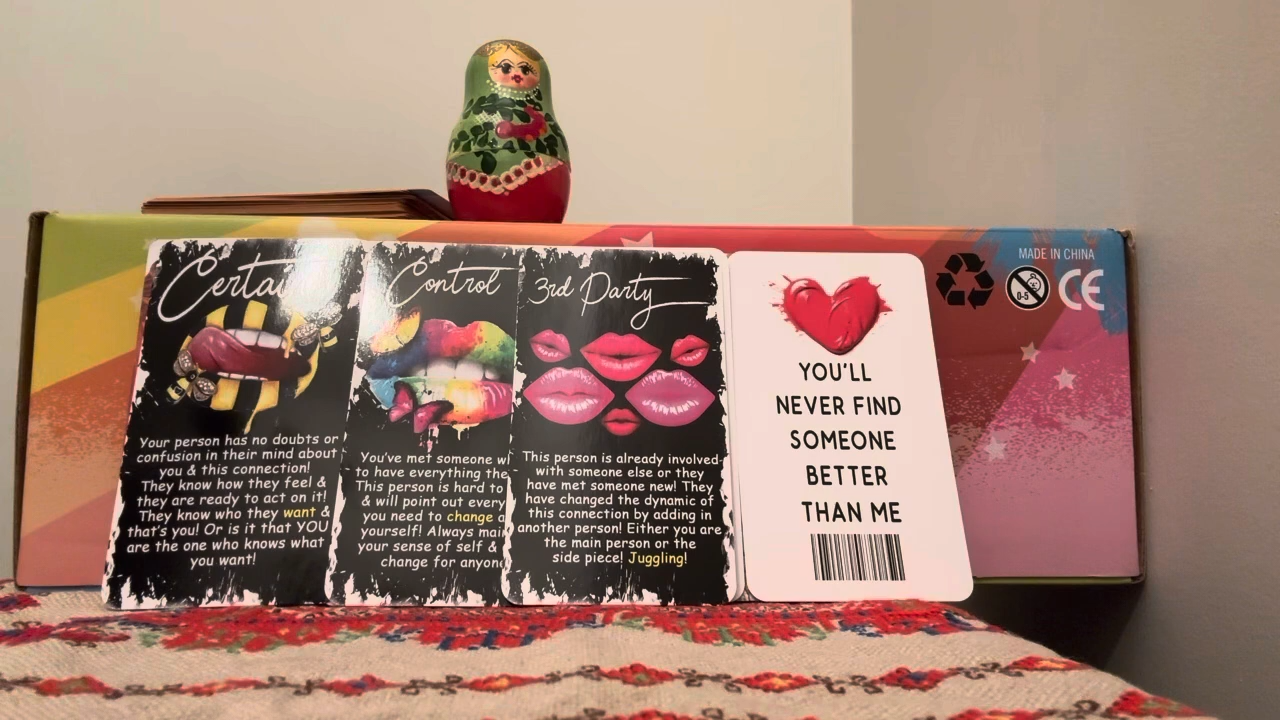 MADE IN CHINA
0-5
CE
Certai
Your person has no doubts or
confusion in their mind about
you & this connection!
They know how they feel &
they are ready to act on it!
They know who they want &
that's you! Or is it that YOU
are the one who knows what
you want!
Control
You've met someone
to have everything
This person is hard to
& will point out every
you need to change
yourself! Always
your sense of self &
change for
3rd Party
This person is already involved
with someone else or they
have met someone new! They
have changed the dynamic of
this connection by adding in
another person! Either you are
the main person or the
side piece! Juggling!
YOU'LL
NEVER FIND
SOMEONE
BETTER
THAN ME